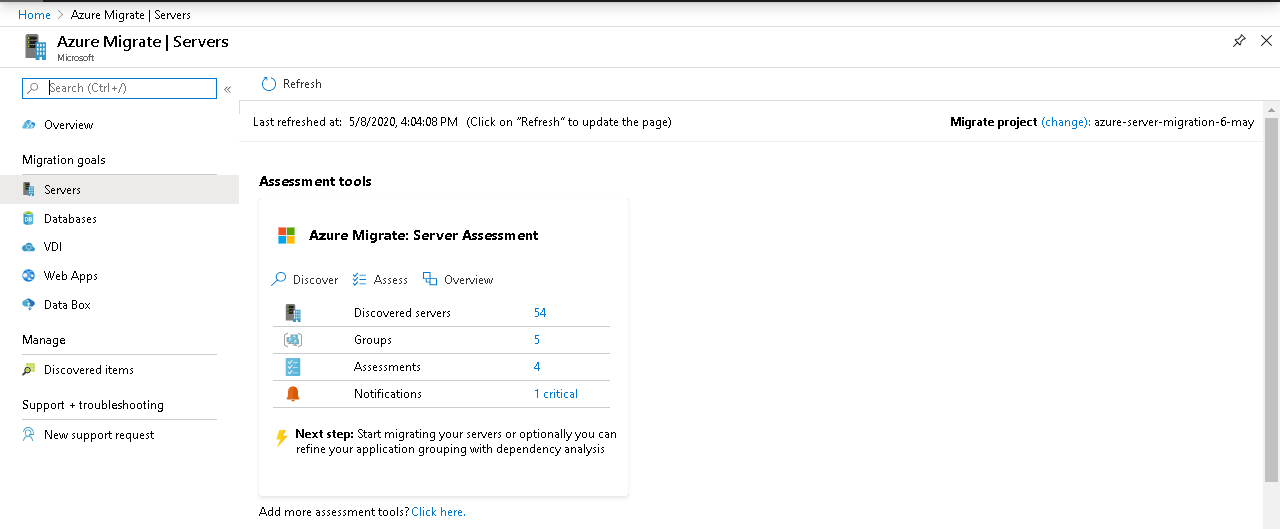 Home > Azure Migrate | Servers
Azure Migrate | Servers
Microsoft
Search (Ctrl+/)
«
Overview
Migration goals
Servers
Databases
VDI
Web Apps
Data Box
Manage
Discovered items
Support + troubleshooting
New support request
Refresh
Last refreshed at: 5/8/2020, 4:04:08 PM (Click on “Refresh” to update the page)
Migrate project (change): azure-server-migration-6-may
Assessment tools
Azure Migrate: Server Assessment
Discover Assess Overview
Discovered servers 54
Groups 5
Assessments 4
Notifications 1 critical
Next step: Start migrating your servers or optionally you can
refine your application grouping with dependency analysis
Add more assessment tools? Click here.